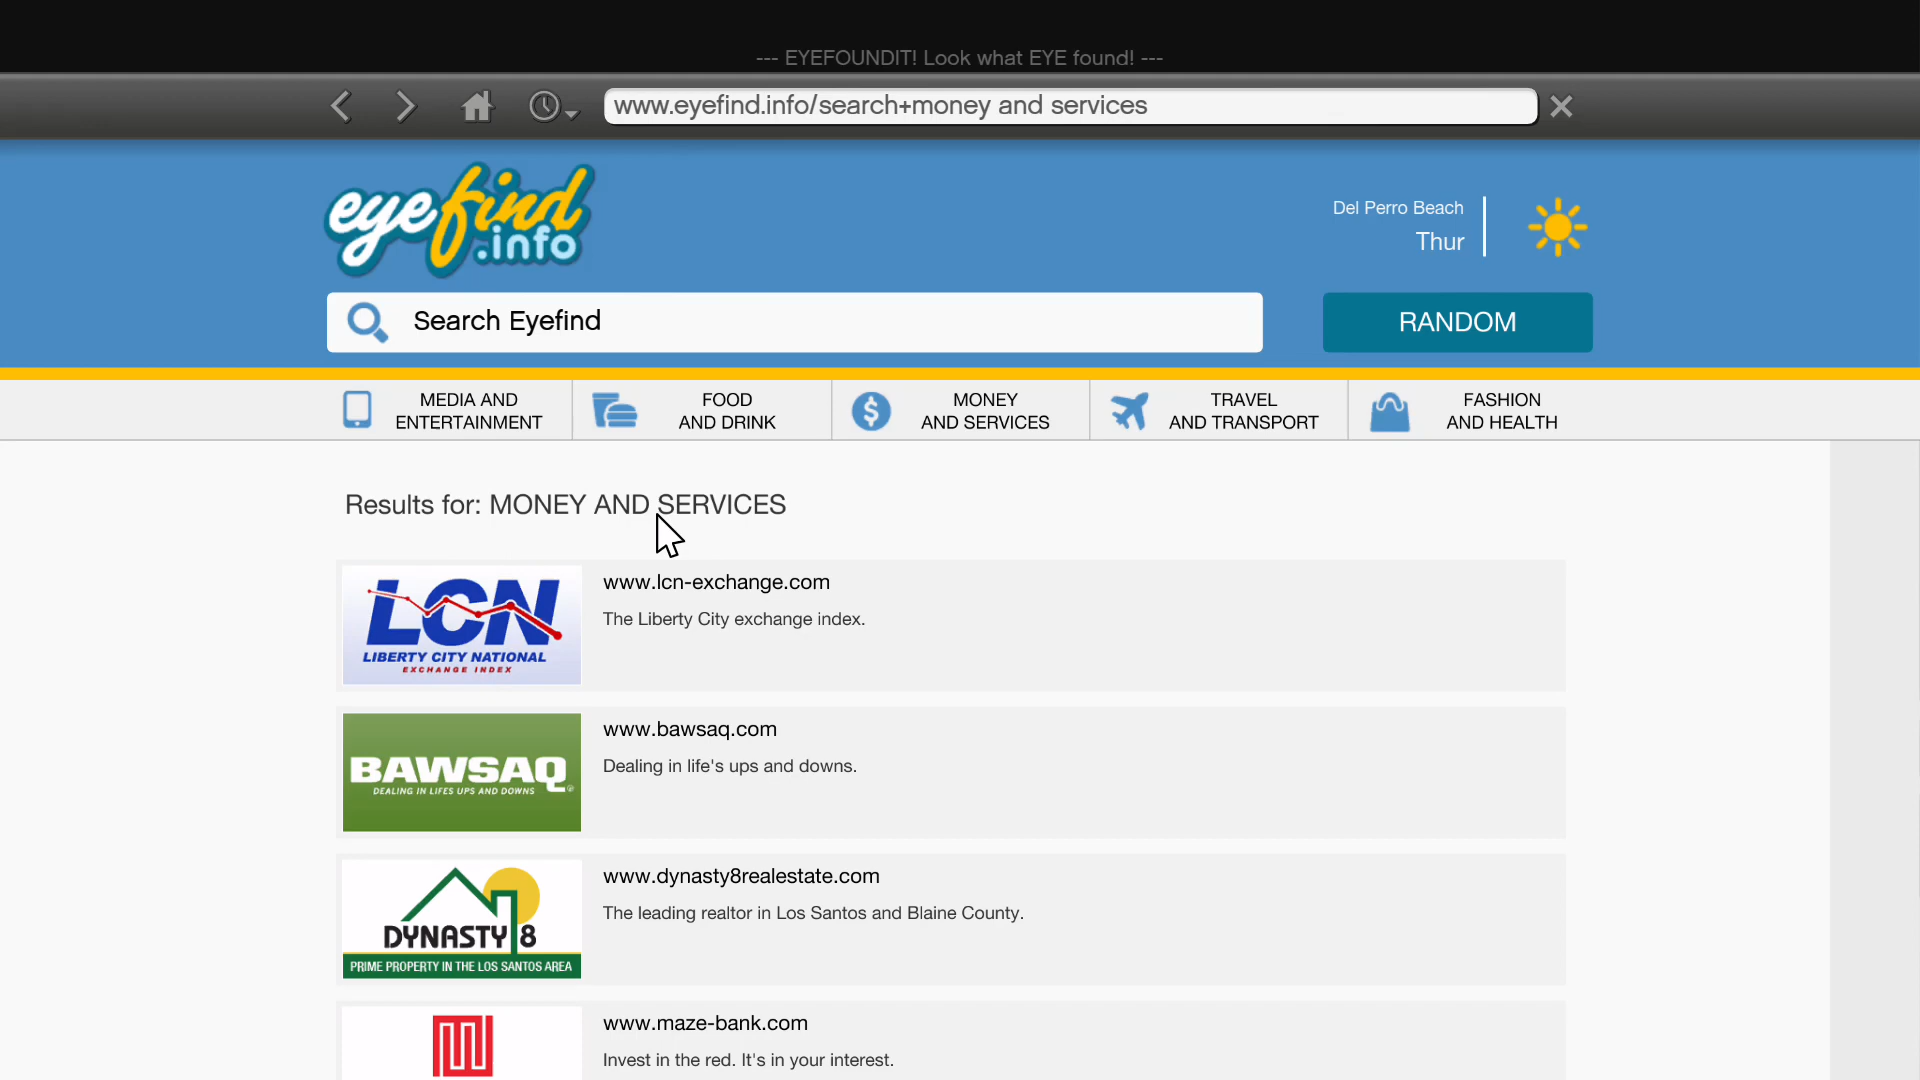 --- EYEFOUNDIT! Look what EYE found! ---
www.eyefind.info/search+money and services
eyefind
.info
Del Perro Beach
Thur
Search Eyefind
RANDOM
MEDIA AND
ENTERTAINMENT
FOOD
AND DRINK
MONEY
AND SERVICES
TRAVEL
AND TRANSPORT
FASHION
AND HEALTH
Results for: MONEY AND SERVICES
LCN
LIBERTY CITY NATIONAL
EXCHANGE INDEX
www.lcn-exchange.com
The Liberty City exchange index.
BAWSAQ
DEALING IN LIFES UPS AND DOWNS
www.bawsaq.com
Dealing in life's ups and downs.
DYNASTY 8
PRIME PROPERTY IN THE LOS SANTOS AREA
www.dynasty8realestate.com
The leading realtor in Los Santos and Blaine County.
www.maze-bank.com
Invest in the red. It's in your interest.